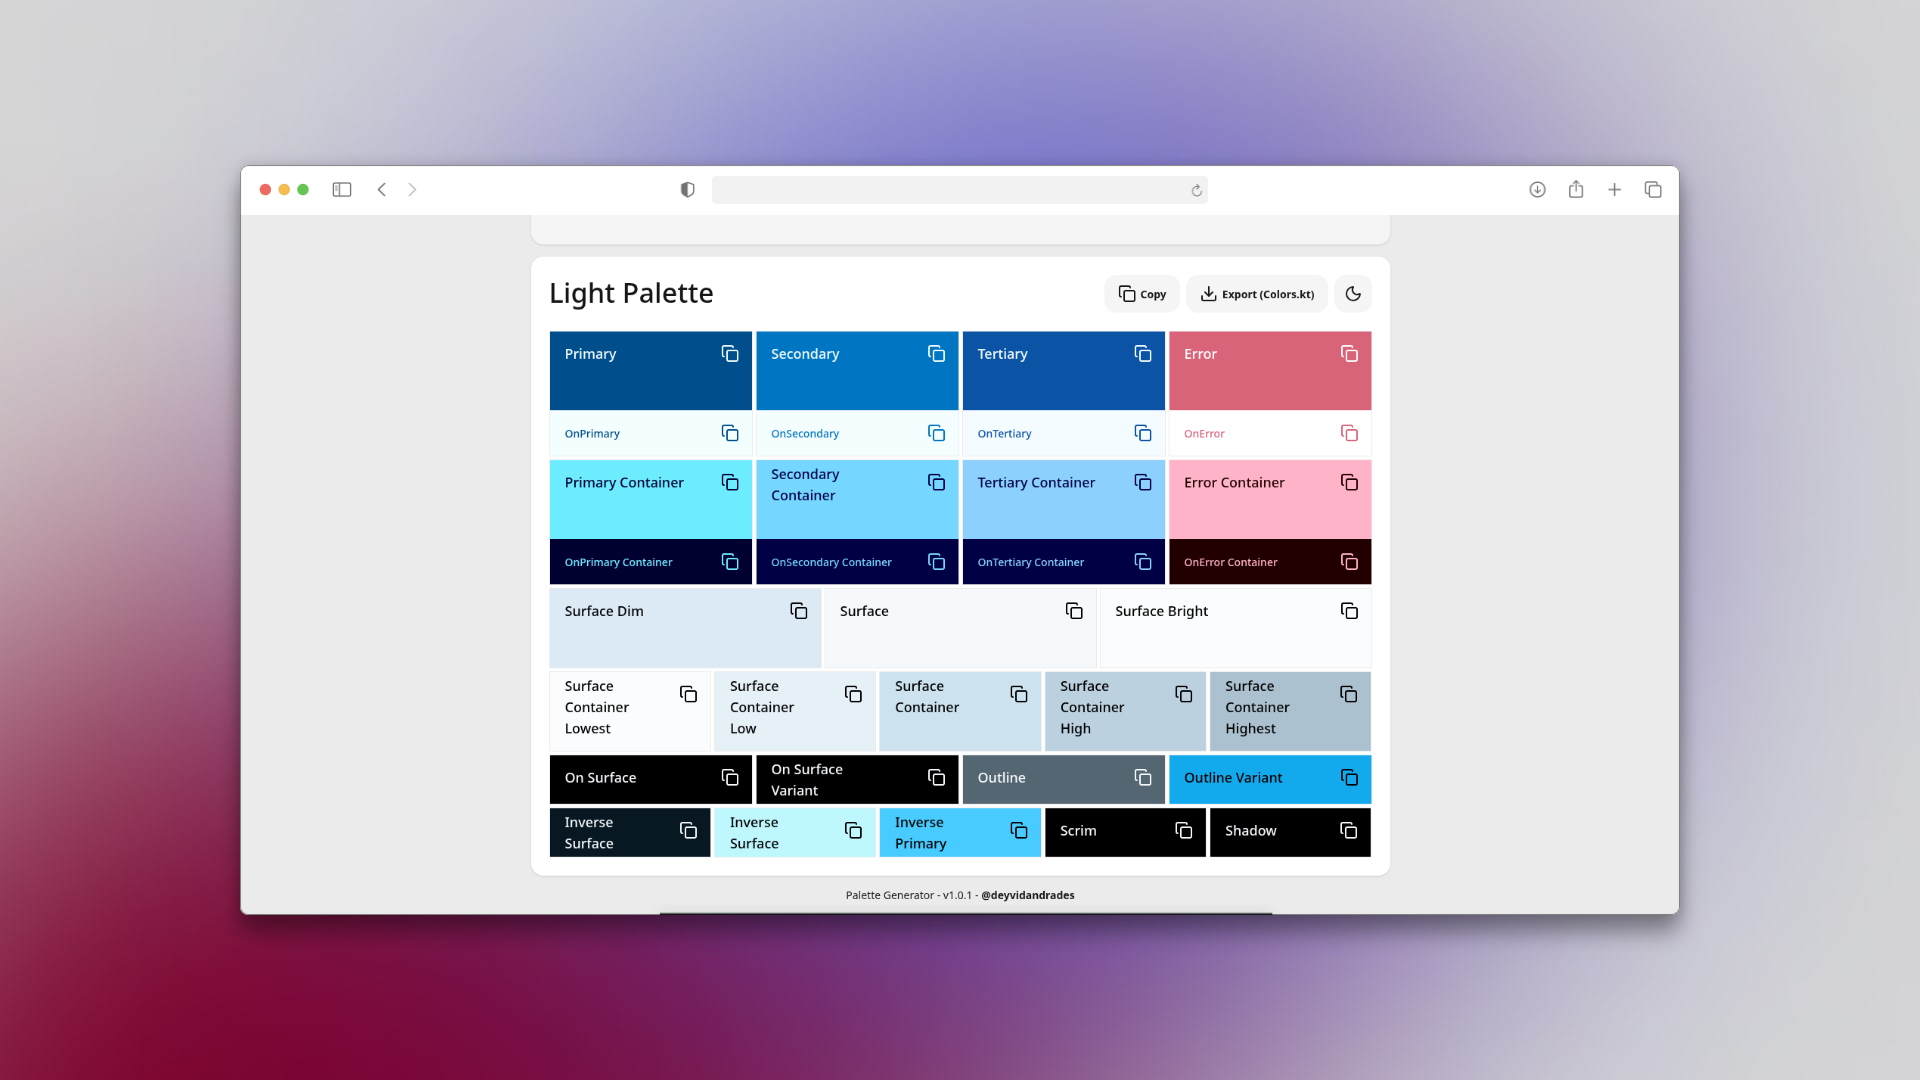 Light Palette
Copy
Export (Colors.kt)
Primary
Secondary
Tertiary
Error
OnPrimary
OnSecondary
OnTertiary
OnError
Primary Container
Secondary
Container
Tertiary Container
Error Container
OnPrimary Container
OnSecondary Container
OnTertiary Container
OnError Container
Surface Dim
Surface
Surface Bright
Surface
Container
Lowest
Surface
Container
Low
Surface
Container
Surface
Container
High
Surface
Container
Highest
On Surface
On Surface
Variant
Outline
Outline Variant
Inverse
Surface
Inverse
Surface
Inverse
Primary
Scrim
Shadow
Palette Generator - v1.0.1 - @deyvidandrades